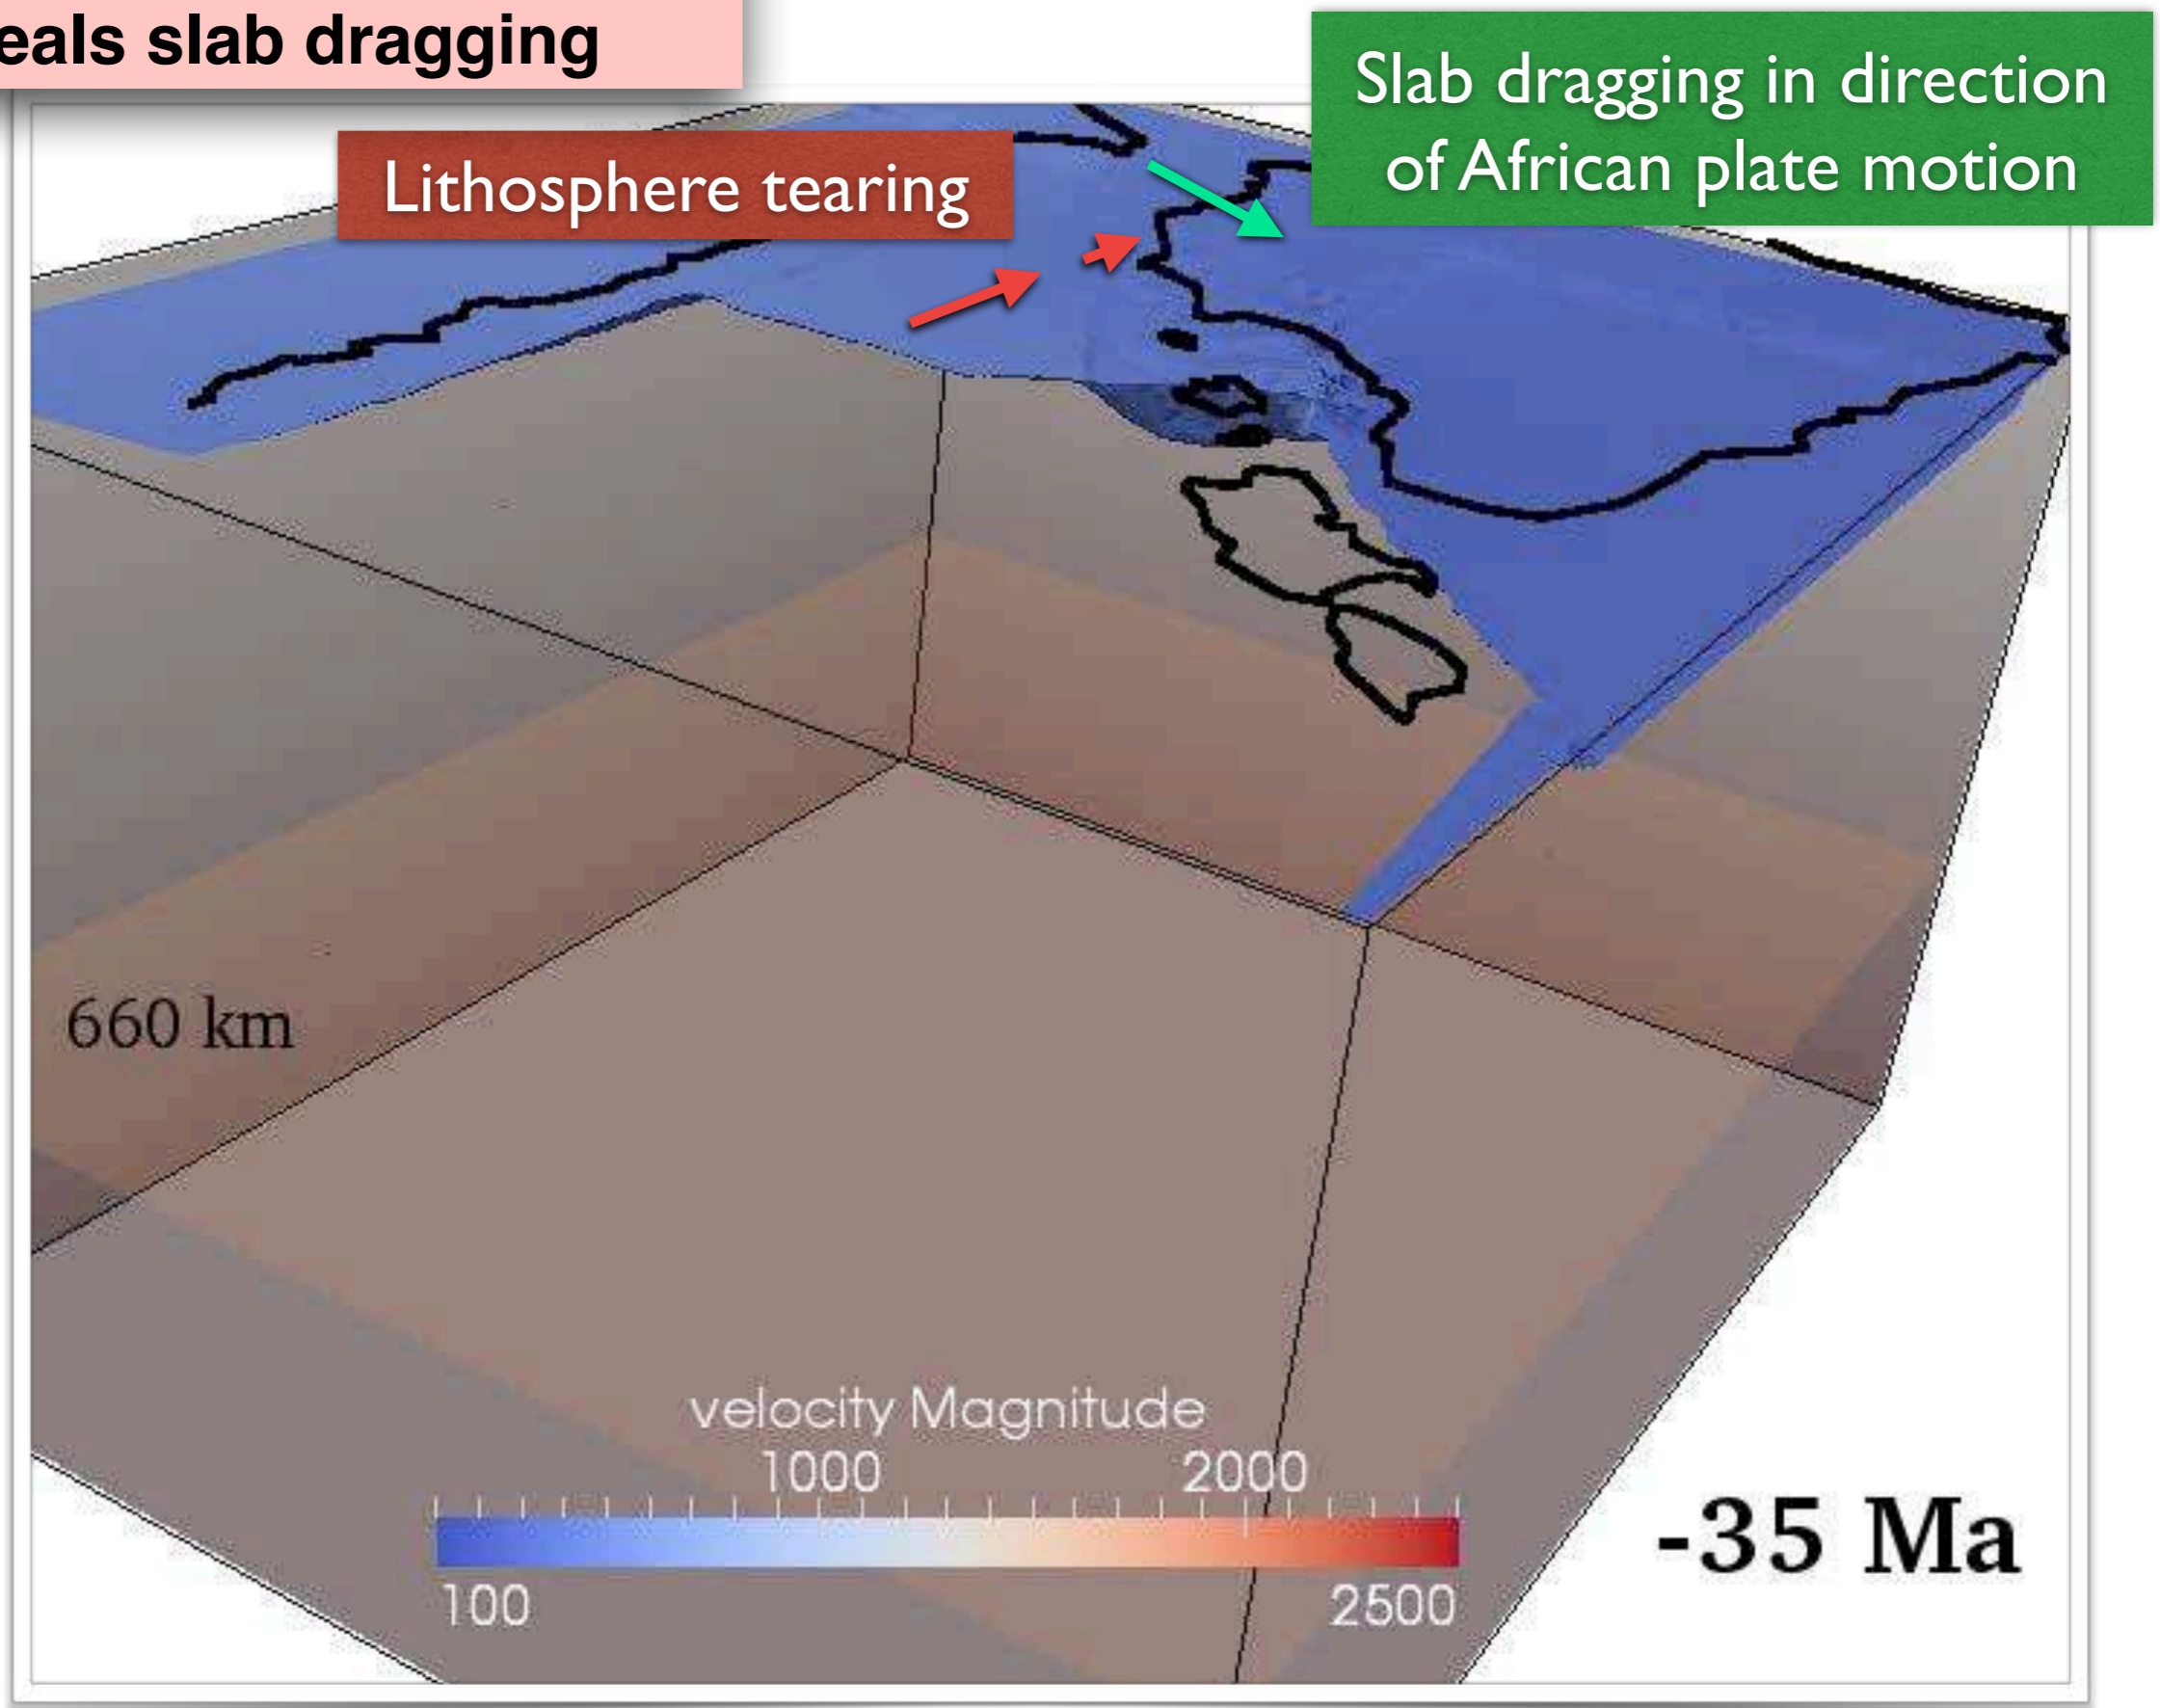 eals slab dragging
Slab dragging in direction
of African plate motion
Lithosphere tearing
660 km
velocity Magnitude
1000 2000
100 2500
-35 Ma